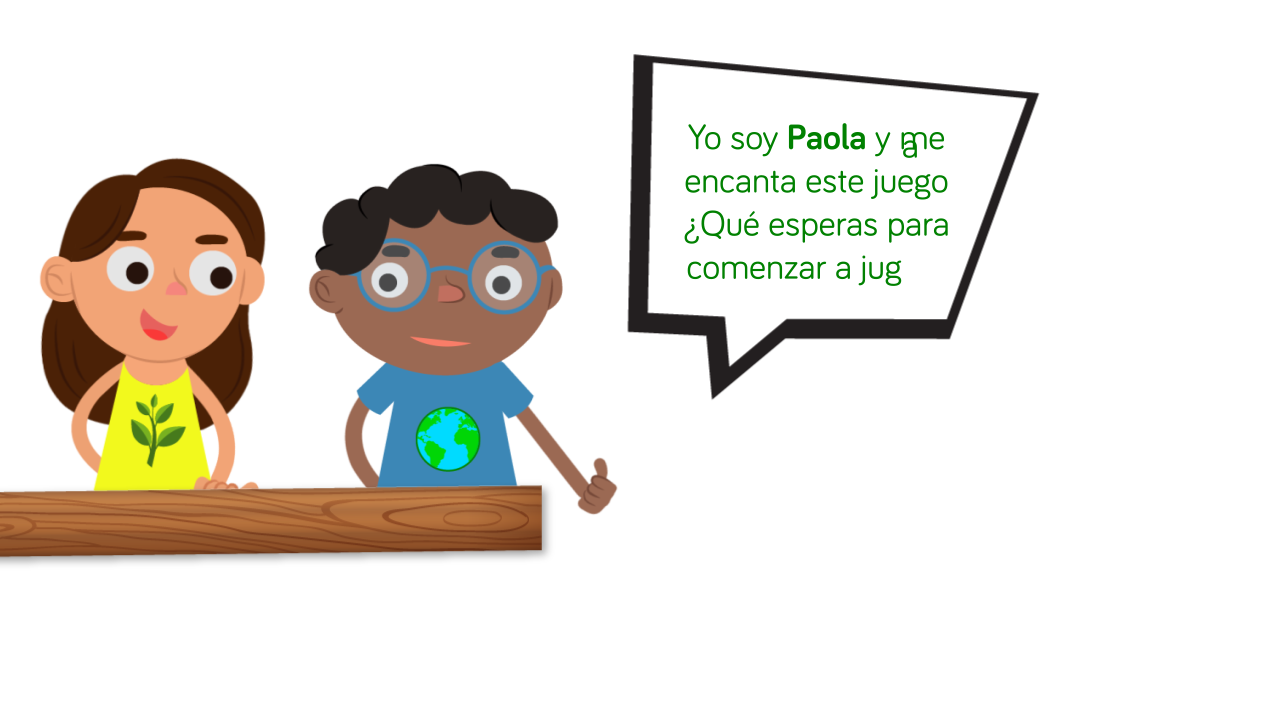 Yo soy Paola y me
encanta este juego
¿Qué esperas para
comenzar a jug